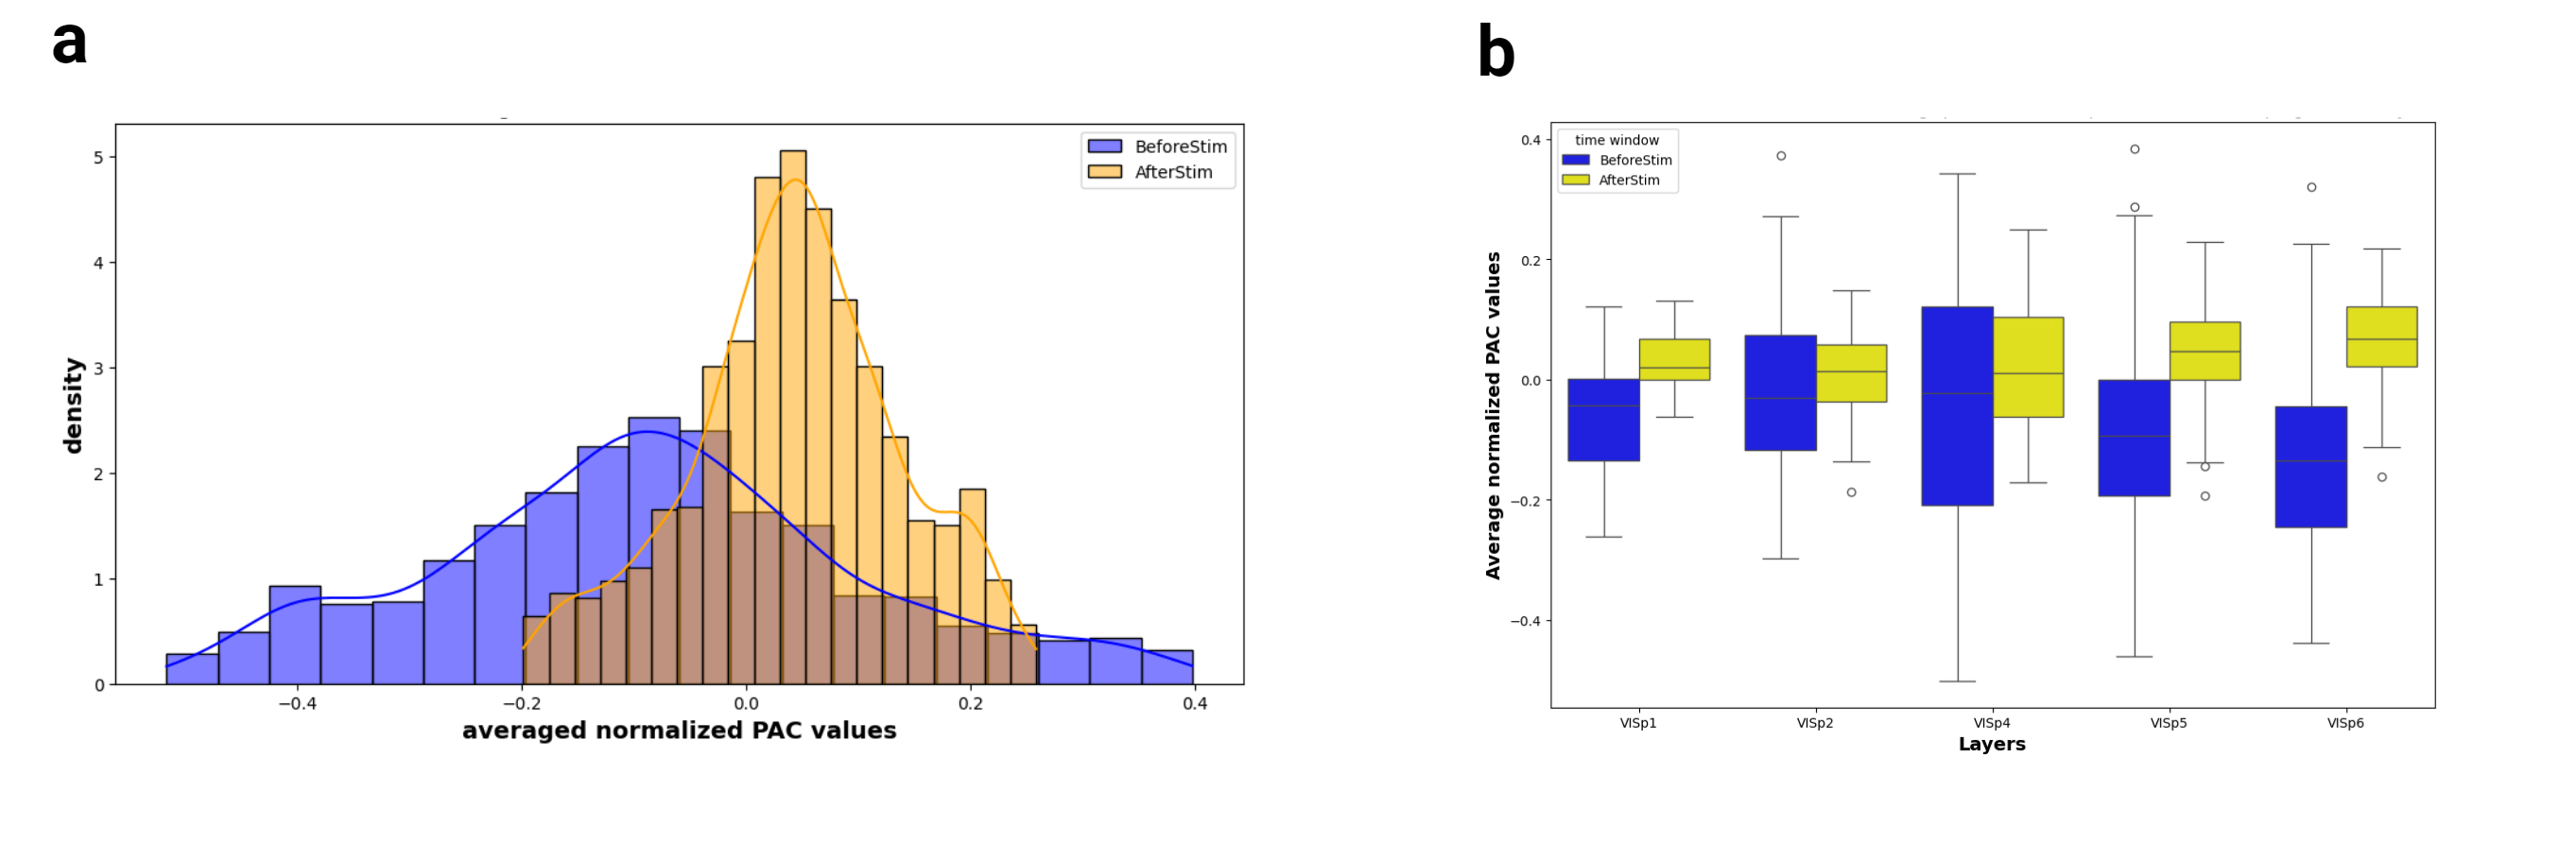 a
b
BeforeStim
AfterStim
5
4
3
2
1
0
density
−0.4
−0.2
0.0
0.2
0.4
averaged normalized PAC values
time window
BeforeStim
AfterStim
0.4
0.2
0.0
−0.2
−0.4
Average normalized PAC values
VISp1
VISp2
VISp4
VISp5
VISp6
Layers